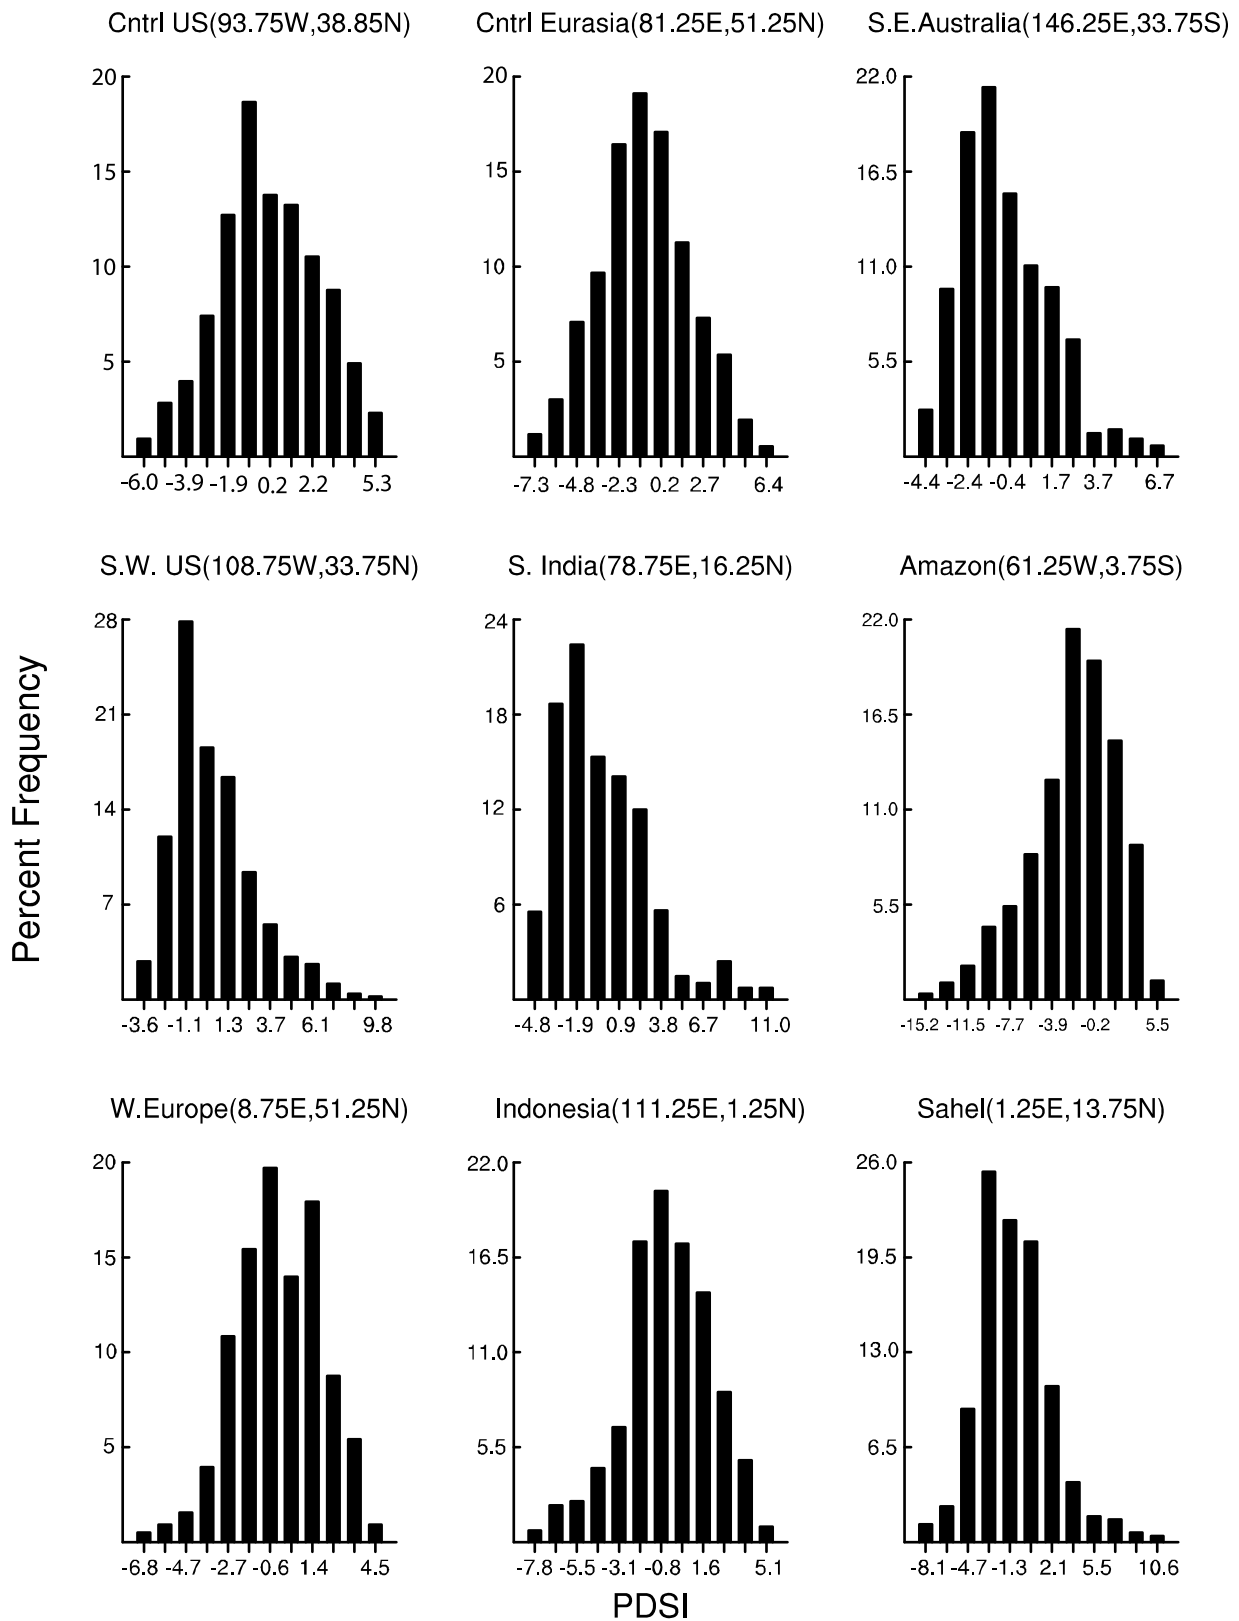 Cntrl US(93.75W,38.85N)
20
15
10
5
-6.0 -3.9 -1.9 0.2 2.2 5.3
Cntrl Eurasia(81.25E,51.25N)
20
15
10
5
-7.3 -4.8 -2.3 0.2 2.7 6.4
S.E.Australia(146.25E,33.75S)
22.0
16.5
11.0
5.5
-4.4 -2.4 -0.4 1.7 3.7 6.7
Percent Frequency
S.W. US(108.75W,33.75N)
28
21
14
7
-3.6 -1.1 1.3 3.7 6.1 9.8
S. India(78.75E,16.25N)
24
18
12
6
-4.8 -1.9 0.9 3.8 6.7 11.0
Amazon(61.25W,3.75S)
22.0
16.5
11.0
5.5
-15.2 -11.5 -7.7 -3.9 -0.2 5.5
W.Europe(8.75E,51.25N)
20
15
10
5
-6.8 -4.7 -2.7 -0.6 1.4 4.5
Indonesia(111.25E,1.25N)
22.0
16.5
11.0
5.5
-7.8 -5.5 -3.1 -0.8 1.6 5.1
Sahel(1.25E,13.75N)
26.0
19.5
13.0
6.5
-8.1 -4.7 -1.3 2.1 5.5 10.6
PDSI